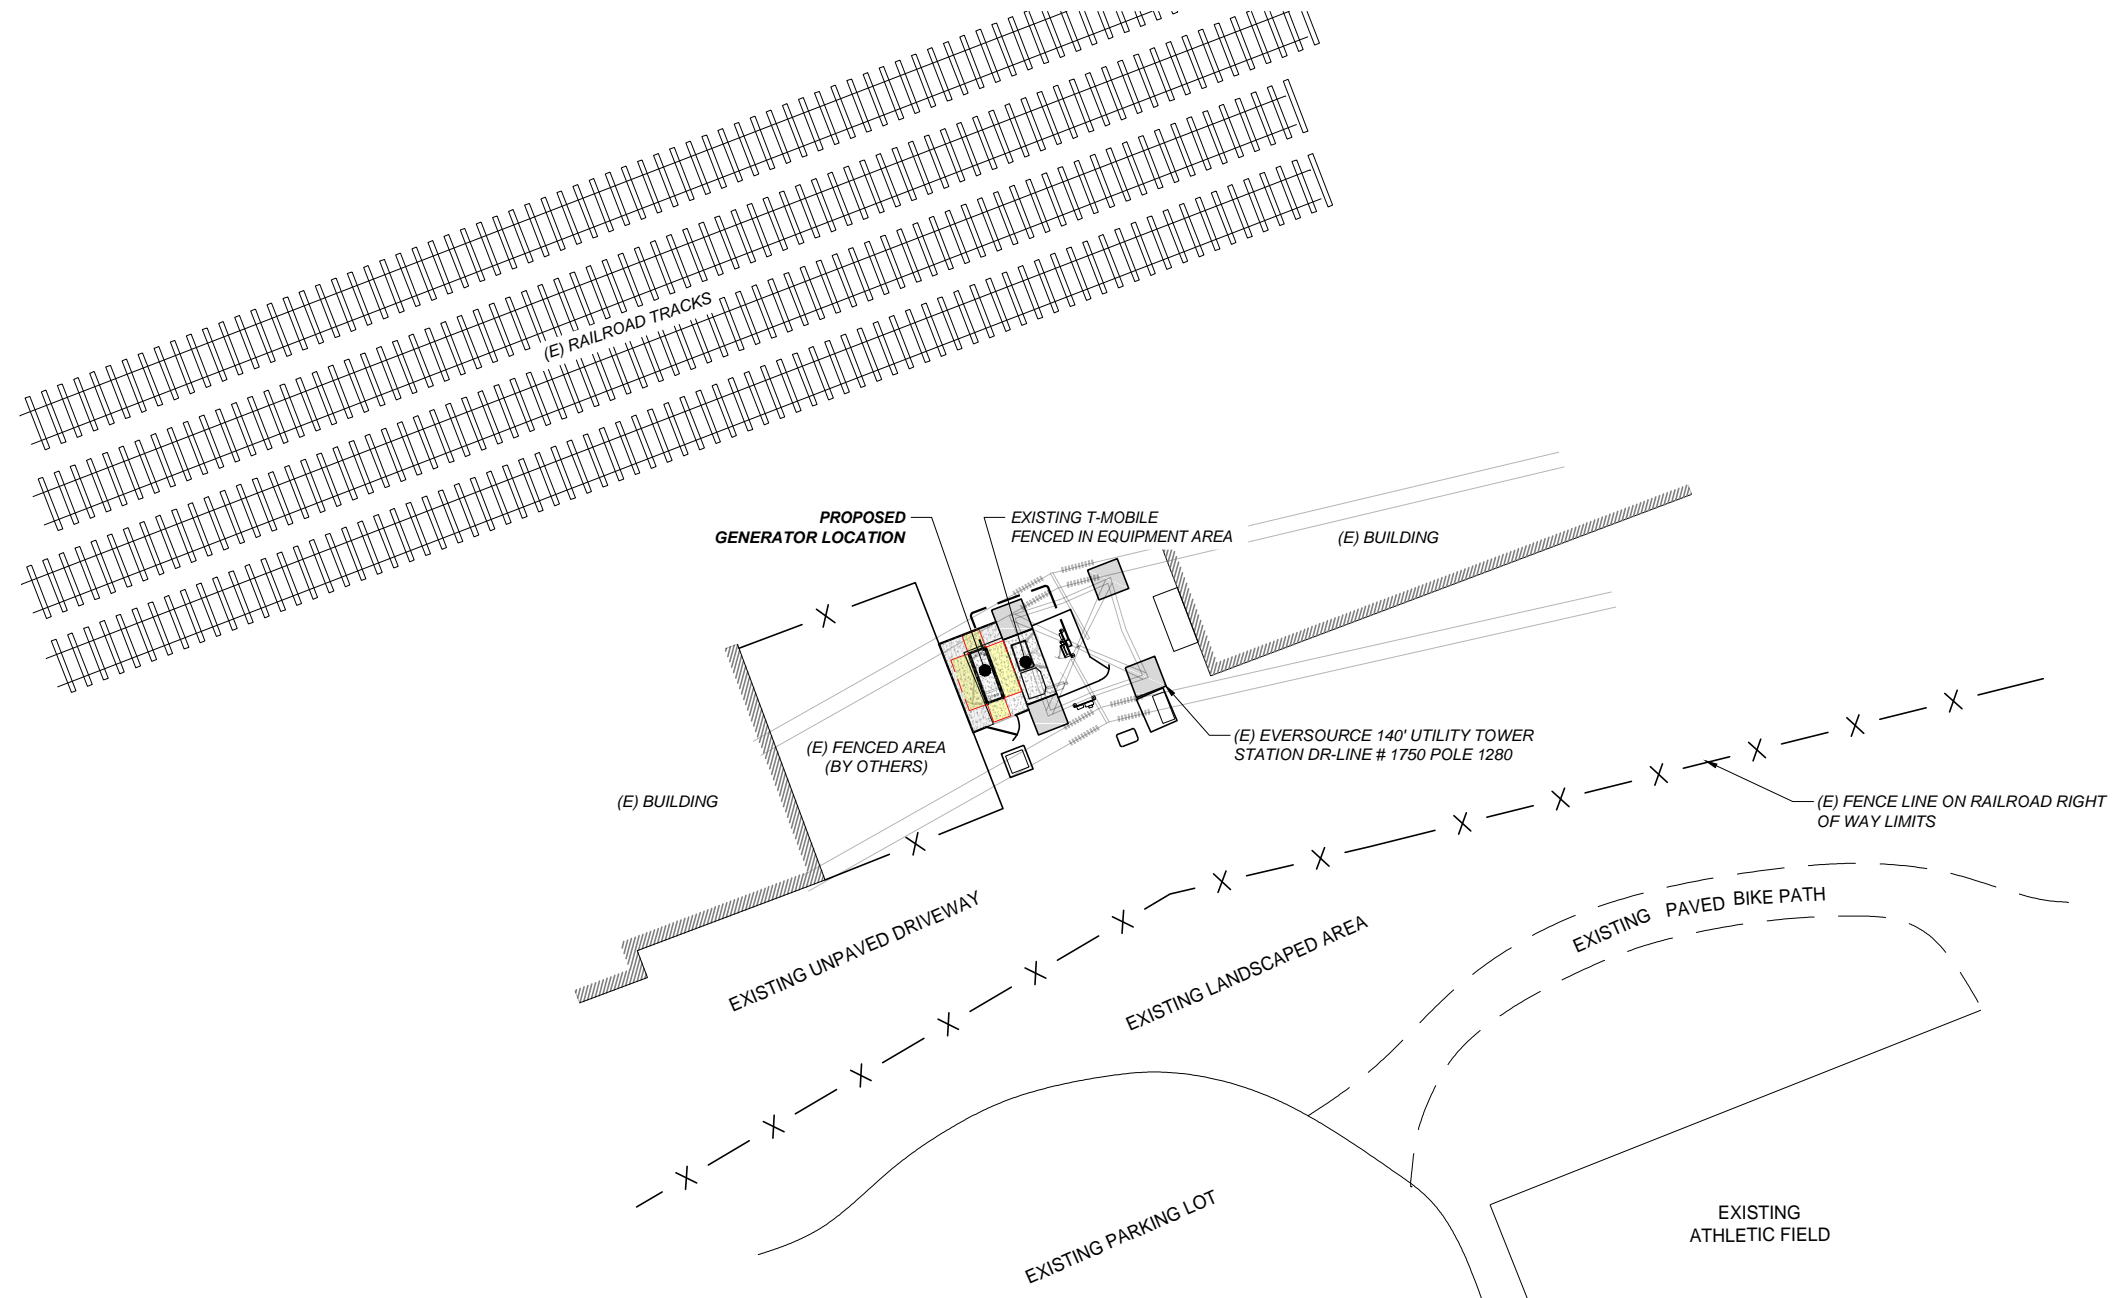 (E) RAILROAD TRACKS
PROPOSED
GENERATOR LOCATION
EXISTING T-MOBILE
FENCED IN EQUIPMENT AREA
(E) BUILDING
(E) FENCED AREA
(BY OTHERS)
(E) EVERSOURCE 140' UTILITY TOWER
STATION DR-LINE # 1750 POLE 1280
(E) BUILDING
(E) FENCE LINE ON RAILROAD RIGHT
OF WAY LIMITS
EXISTING UNPAVED DRIVEWAY
EXISTING LANDSCAPED AREA
EXISTING PAVED BIKE PATH
EXISTING PARKING LOT
EXISTING
ATHLETIC FIELD